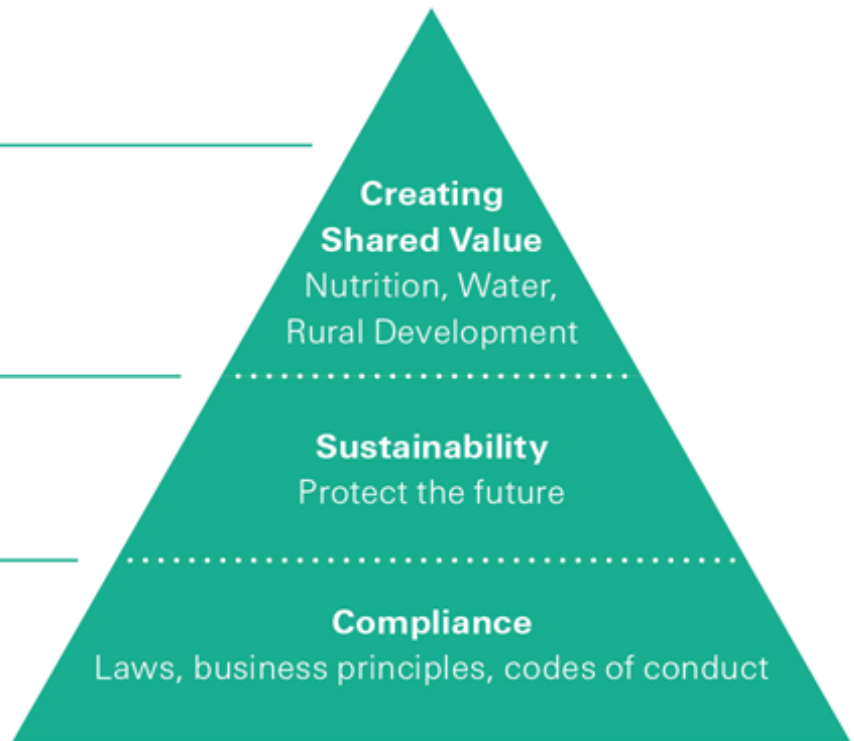 Creating
Shared Value
Nutrition, Water,
Rural Development
Sustainability
Protect the future
Compliance
Laws, business principles, codes of conduct